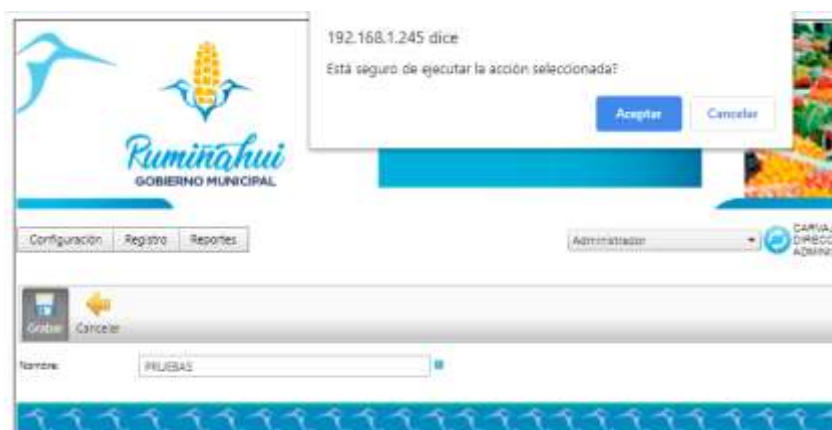 192.168.1.245 dice
Está seguro de ejecutar la acción seleccionada?
Aceptar
Cancelar
Rumiñahui
GOBIERNO MUNICIPAL
Configuración
Registro
Reportes
Administrador
Grabar
Cancelar
Nombre:
PRUEBAS